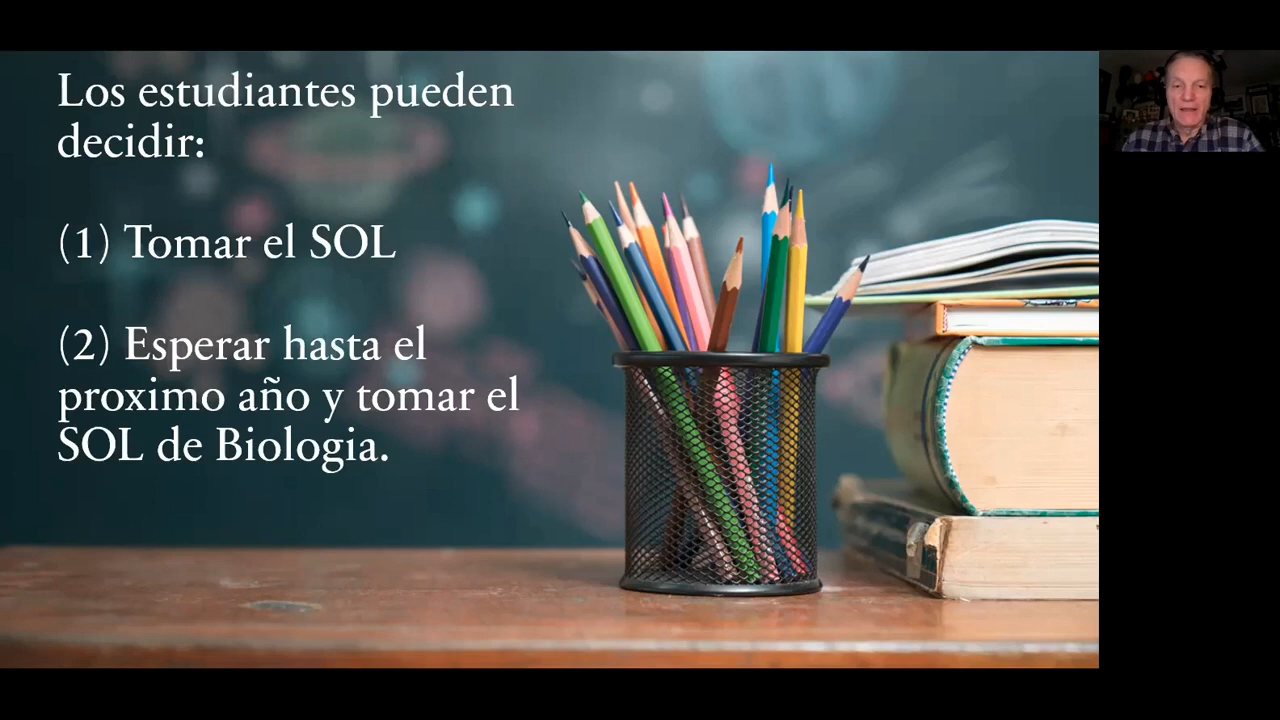 Los estudiantes pueden
decidir:
(1) Tomar el SOL
(2) Esperar hasta el
proximo año y tomar el
SOL de Biologia.